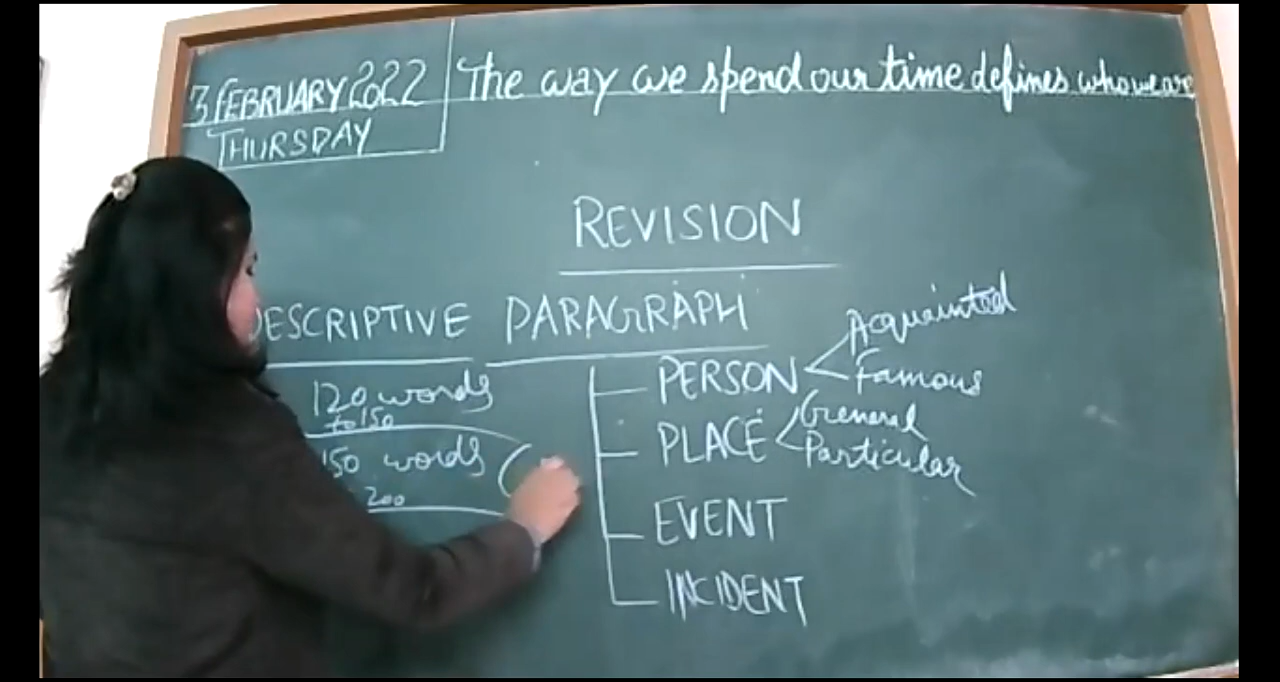 3 FEBRUARY 2022
THURSDAY
The way we spend our time defines who we are
REVISION
DESCRIPTIVE PARAGRAPH
120 words
to 150
150 words
200
PERSON
Acquainted
Famous
PLACE
General
Particular
EVENT
INCIDENT